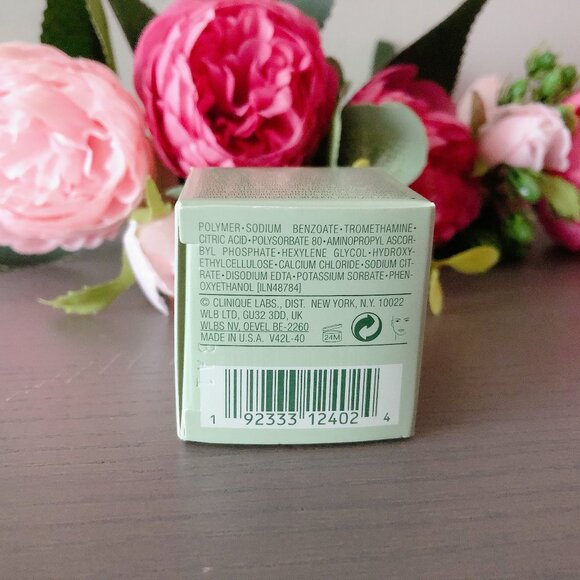 POLYMER•SODIUM BENZOATE•TROMETHAMINE•
CITRIC ACID•POLYSORBATE 80•AMINOPROPYL ASCOR-
BYL PHOSPHATE•HEXYLENE GLYCOL•HYDROXY-
ETHYLCELLULOSE•CALCIUM CHLORIDE•SODIUM CIT-
RATE•DISODIUM EDTA•POTASSIUM SORBATE•PHEN-
OXYETHANOL [ILN48784]
© CLINIQUE LABS, DIST. NEW YORK, N.Y. 10022
WLB LTD, GU32 3DD, UK
WLBS NV, OEVEL BE-2260
MADE IN U.S.A. V42L-40
24M
1 92333 12402 4